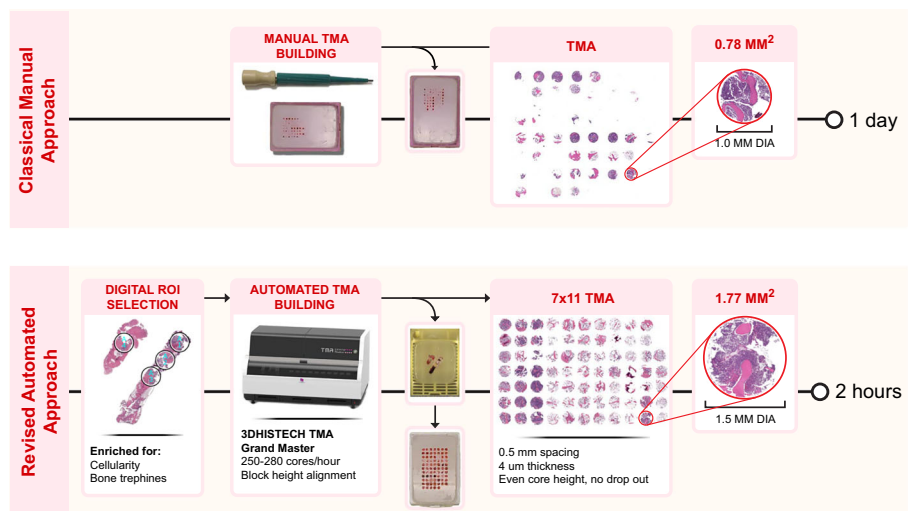 Classical Manual
Approach
MANUAL TMA
BUILDING
TMA
0.78 MM²
1.0 MM DIA
1 day
Revised Automated
Approach
DIGITAL ROI
SELECTION
Enriched for:
Cellularity
Bone trephines
AUTOMATED TMA
BUILDING
TMA
3DHISTECH TMA
Grand Master
250-280 cores/hour
Block height alignment
7x11 TMA
0.5 mm spacing
4 um thickness
Even core height, no drop out
1.77 MM²
1.5 MM DIA
2 hours